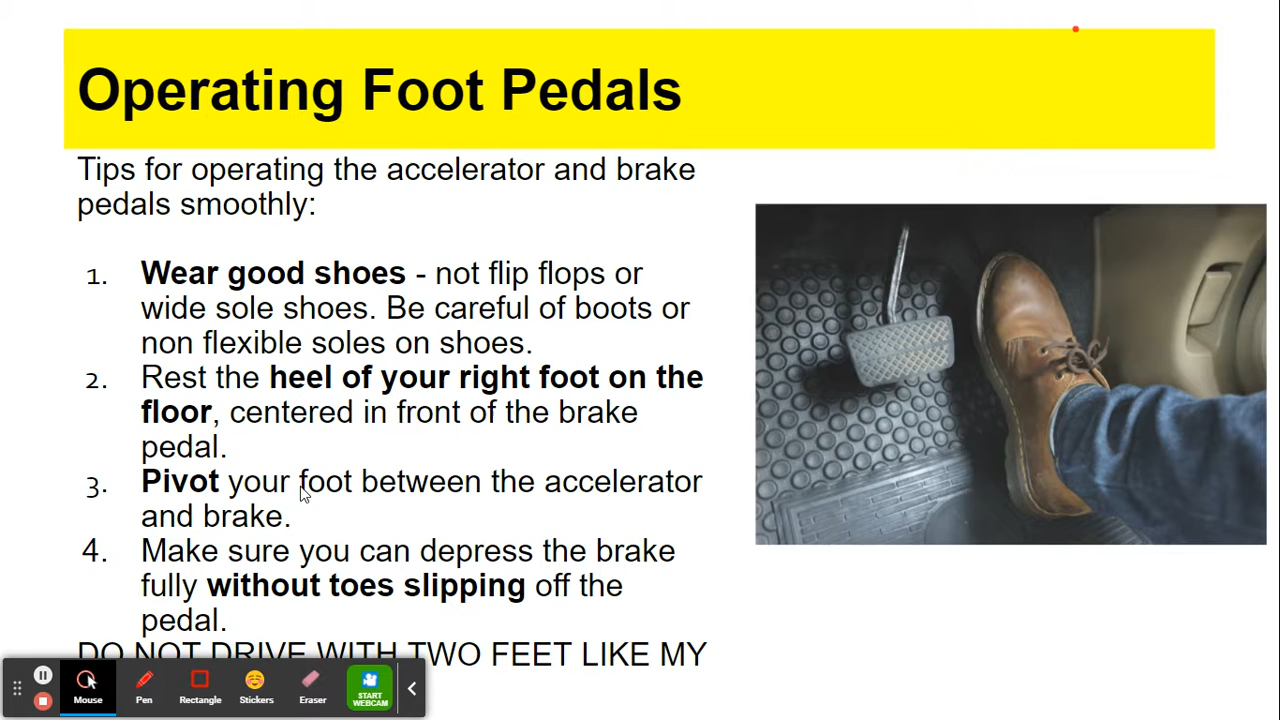 Operating Foot Pedals
Tips for operating the accelerator and brake
pedals smoothly:
1. Wear good shoes - not flip flops or
wide sole shoes. Be careful of boots or
non flexible soles on shoes.
2. Rest the heel of your right foot on the
floor, centered in front of the brake
pedal.
3. Pivot your foot between the accelerator
and brake.
4. Make sure you can depress the brake
fully without toes slipping off the
pedal.
DO NOT DRIVE WITH TWO FEET LIKE MY
Mouse
Pen
Rectangle
Stickers
Eraser
START
WEBCAM